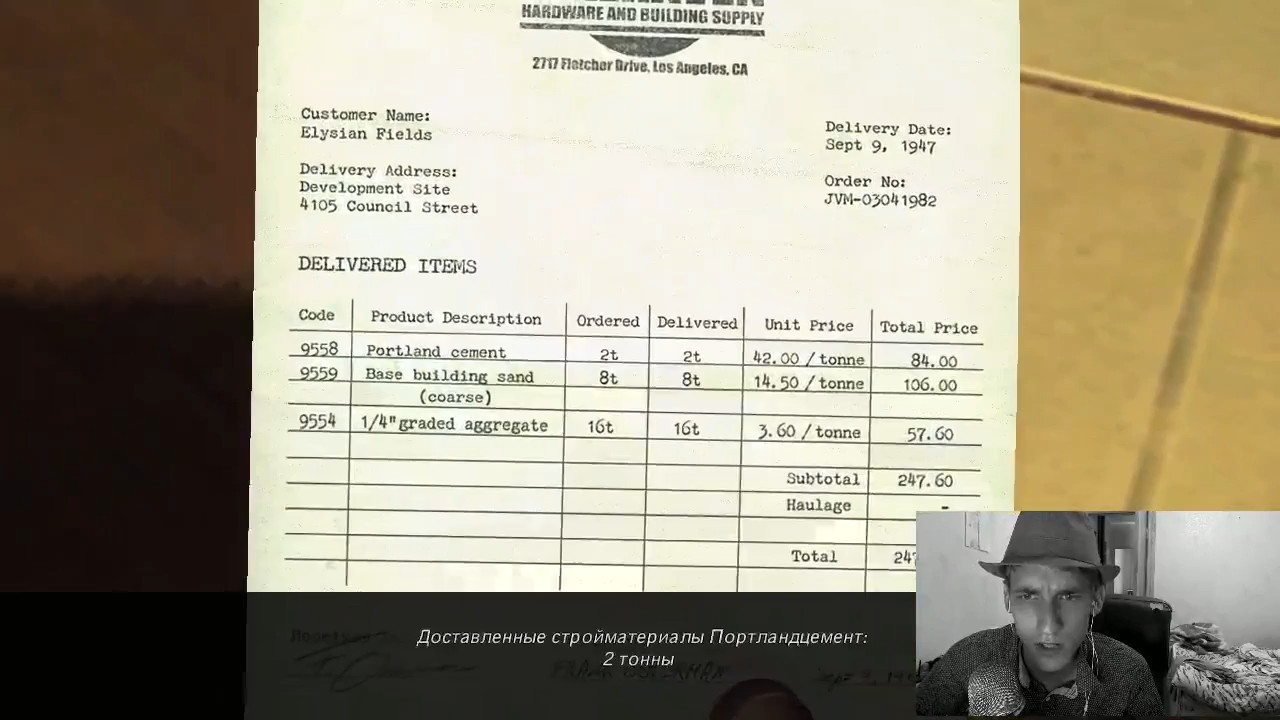 HARDWARE AND BUILDING SUPPLY
2717 Fletcher Drive, Los Angeles, CA
Customer Name:
Elysian Fields
Delivery Date:
Sept 9, 1947
Delivery Address:
Development Site
4105 Council Street
Order No:
JVM-03041982
DELIVERED ITEMS
Code Product Description Ordered Delivered Unit Price Total Price
9558 Portland cement 2t 2t 42.00 / tonne 84.00
9559 Base building sand 8t 8t 14.50 / tonne 106.00
(coarse)
9554 1/4" graded aggregate 16t 16t 3.60 / tonne 57.60
Subtotal 247.60
Haulage -
Total 247
Доставленные стройматериалы Портландцемент:
2 тонны